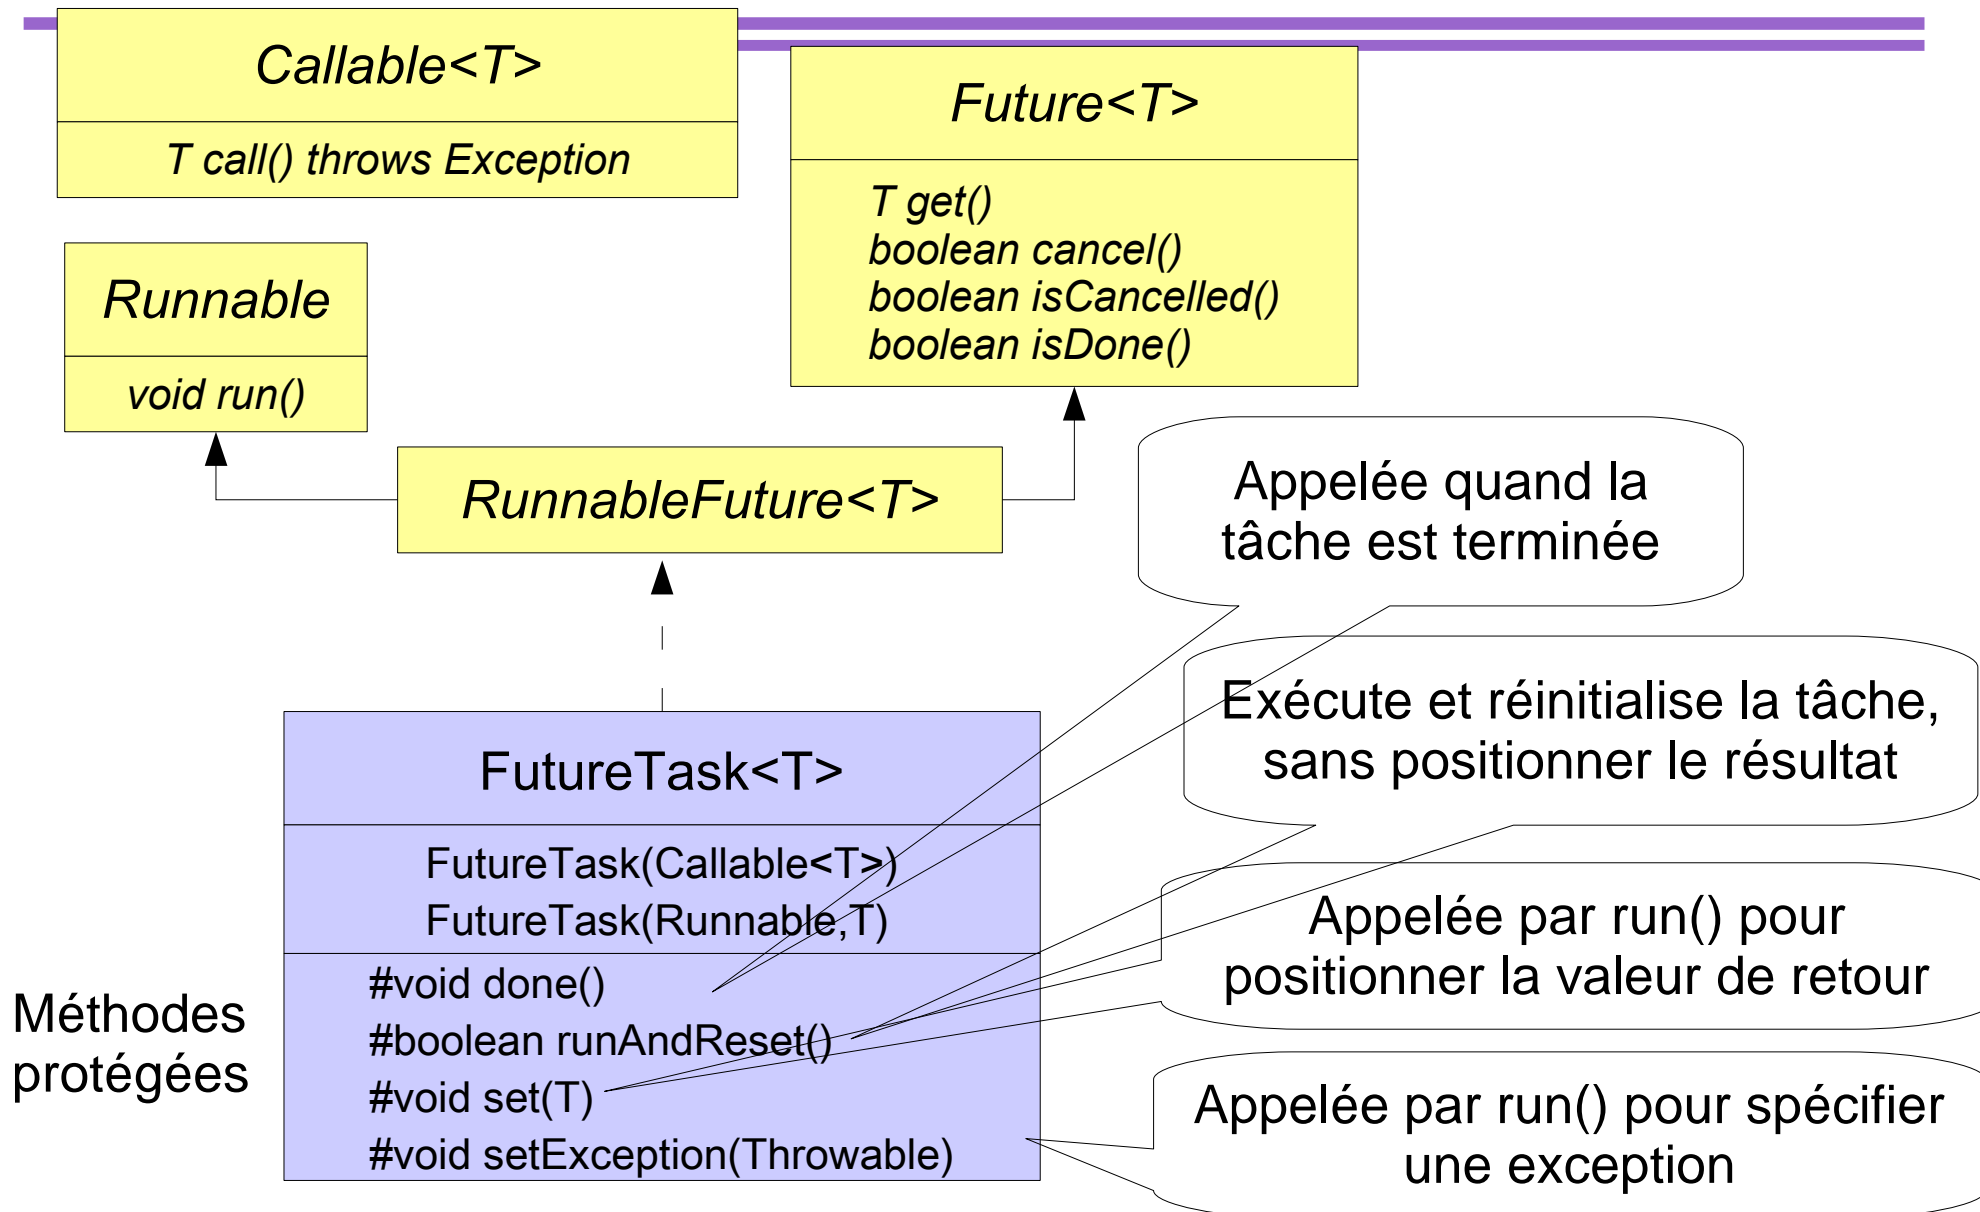 Callable<T>
T call() throws Exception
Future<T>
T get()
boolean cancel()
boolean isCancelled()
boolean isDone()
Runnable
void run()
RunnableFuture<T>
Appelée quand la
tâche est terminée
Exécute et réinitialise la tâche,
sans positionner le résultat
FutureTask<T>
FutureTask(Callable<T>)
FutureTask(Runnable,T)
Appelée par run() pour
positionner la valeur de retour
Méthodes
protégées
#void done()
#boolean runAndReset()
#void set(T)
#void setException(Throwable)
Appelée par run() pour spécifier
une exception